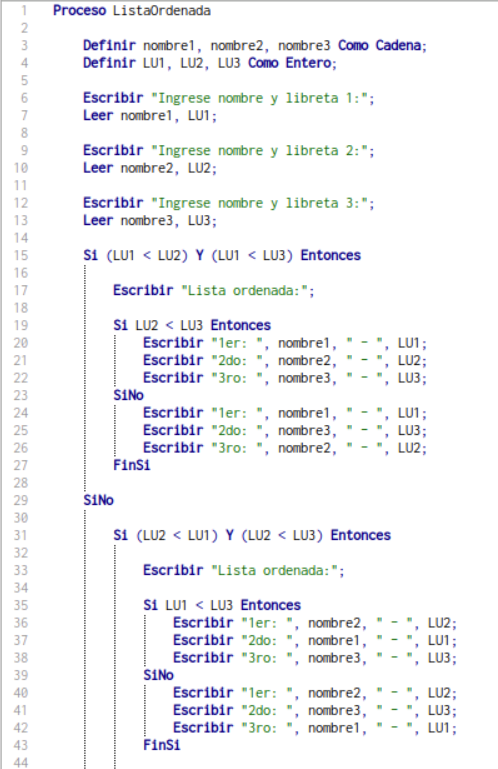 1 Proceso ListaOrdenada
2
3 Definir nombre1, nombre2, nombre3 Como Cadena;
4 Definir LU1, LU2, LU3 Como Entero;
5
6 Escribir "Ingrese nombre y libreta 1:";
7 Leer nombre1, LU1;
8
9 Escribir "Ingrese nombre y libreta 2:";
10 Leer nombre2, LU2;
11
12 Escribir "Ingrese nombre y libreta 3:";
13 Leer nombre3, LU3;
14
15 Si (LU1 < LU2) Y (LU1 < LU3) Entonces
16
17 Escribir "Lista ordenada:";
18
19 Si LU2 < LU3 Entonces
20 Escribir "1er: ", nombre1, " - ", LU1;
21 Escribir "2do: ", nombre2, " - ", LU2;
22 Escribir "3ro: ", nombre3, " - ", LU3;
23 SiNo
24 Escribir "1er: ", nombre1, " - ", LU1;
25 Escribir "2do: ", nombre3, " - ", LU3;
26 Escribir "3ro: ", nombre2, " - ", LU2;
27 FinSi
28
29 SiNo
30
31 Si (LU2 < LU1) Y (LU2 < LU3) Entonces
32
33 Escribir "Lista ordenada:";
34
35 Si LU1 < LU3 Entonces
36 Escribir "1er: ", nombre2, " - ", LU2;
37 Escribir "2do: ", nombre1, " - ", LU1;
38 Escribir "3ro: ", nombre3, " - ", LU3;
39 SiNo
40 Escribir "1er: ", nombre2, " - ", LU2;
41 Escribir "2do: ", nombre3, " - ", LU3;
42 Escribir "3ro: ", nombre1, " - ", LU1;
43 FinSi
44